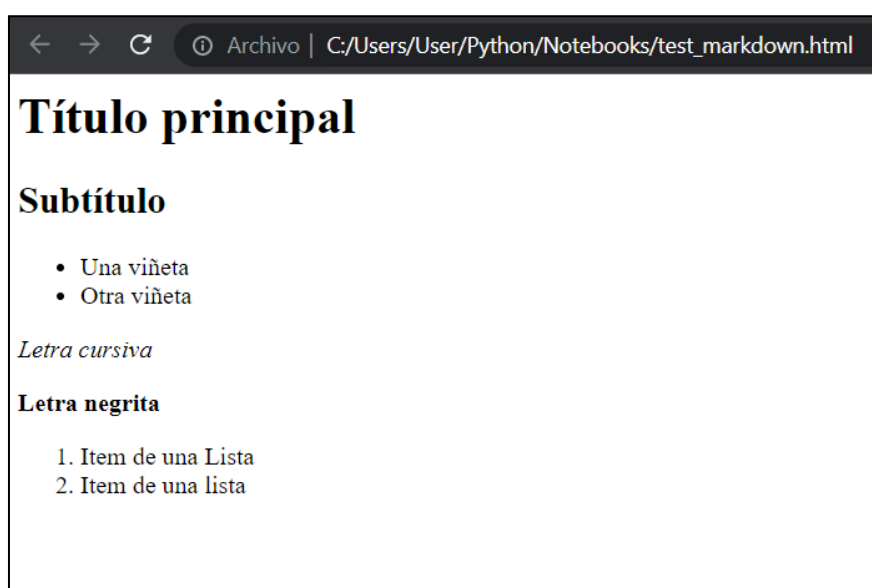 Archivo | C:/Users/User/Python/Notebooks/test_markdown.html
Título principal
Subtítulo
• Una viñeta
• Otra viñeta
Letra cursiva
Letra negrita
1. Item de una Lista
2. Item de una lista